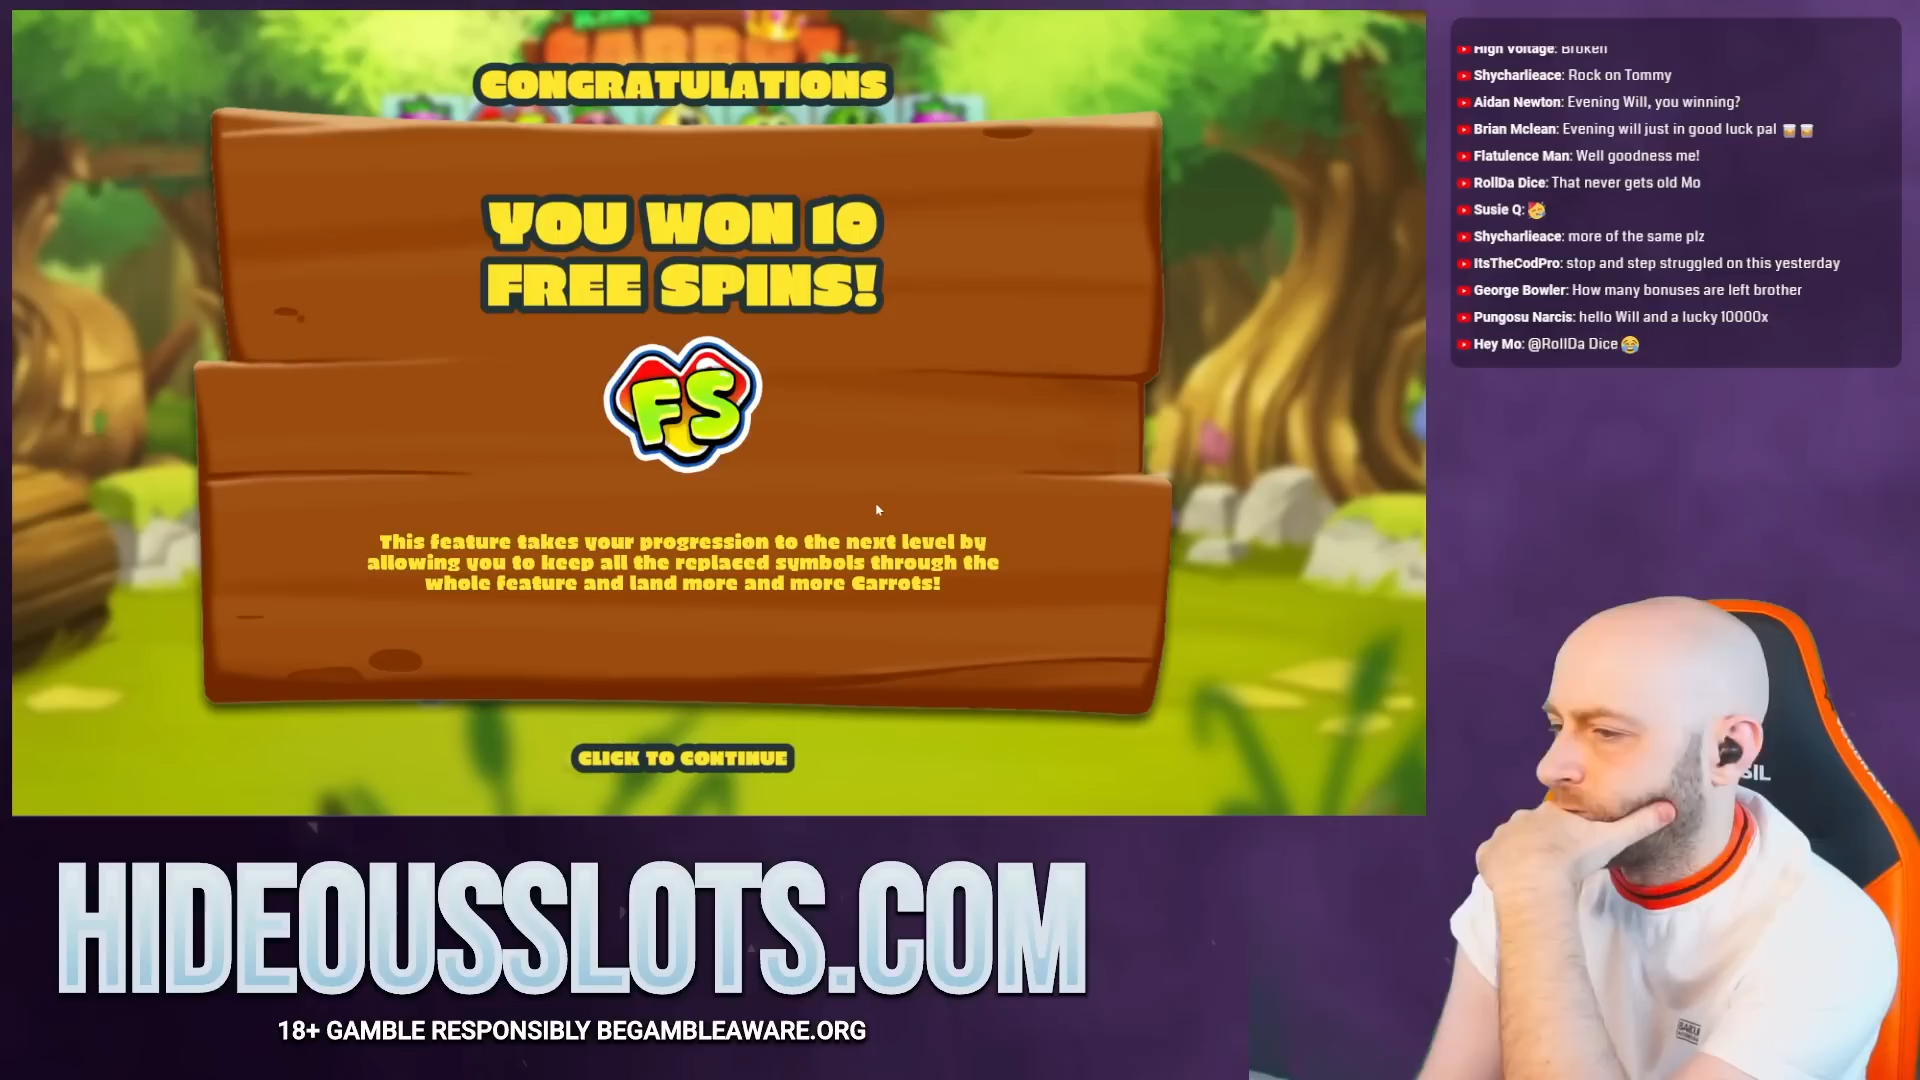 CONGRATULATIONS
YOU WON 10
FREE SPINS!
FS
This feature takes your progression to the next level by
allowing you to keep all the replaced symbols through the
whole feature and land more and more Carrots!
CLICK TO CONTINUE
High Voltage: Broken
Shycharlieace: Rock on Tommy
Aidan Newton: Evening Will, you winning?
Brian Mclean: Evening will just in good luck pal
Flatulence Man: Well goodness me!
RollDa Dice: That never gets old Mo
Susie Q:
Shycharlieace: more of the same plz
ItsTheCodPro: stop and step struggled on this yesterday
George Bowler: How many bonuses are left brother
Pungosu Narcis: hello Will and a lucky 10000x
Hey Mo: @RollDa Dice
HIDEOUSSLOTS.COM
18+ GAMBLE RESPONSIBLY BEGAMBLEAWARE.ORG